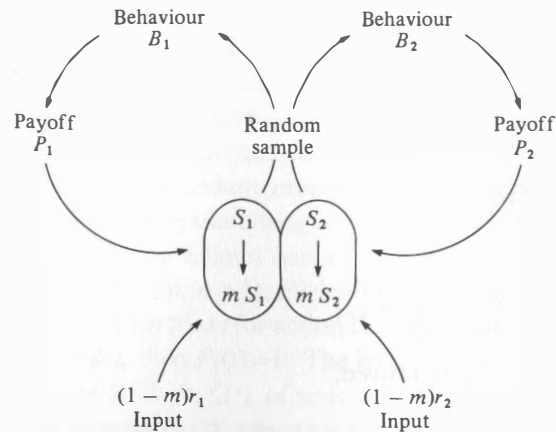 Behaviour
B₁
Behaviour
B₂
Payoff
P₁
Random
sample
Payoff
P₂
S₁
S₂
m S₁
m S₂
(1 − m)r₁
Input
(1 − m)r₂
Input